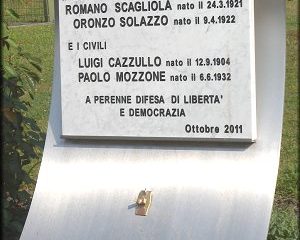 ROMANO SCAGLIOLA nato il 24.3.1921
ORONZO SOLAZZO nato il 9.4.1922
E I CIVILI
LUIGI CAZZULLO nato il 12.9.1904
PAOLO MOZZONE nato il 6.6.1932
A PERENNE DIFESA DI LIBERTA'
E DEMOCRAZIA
Ottobre 2011